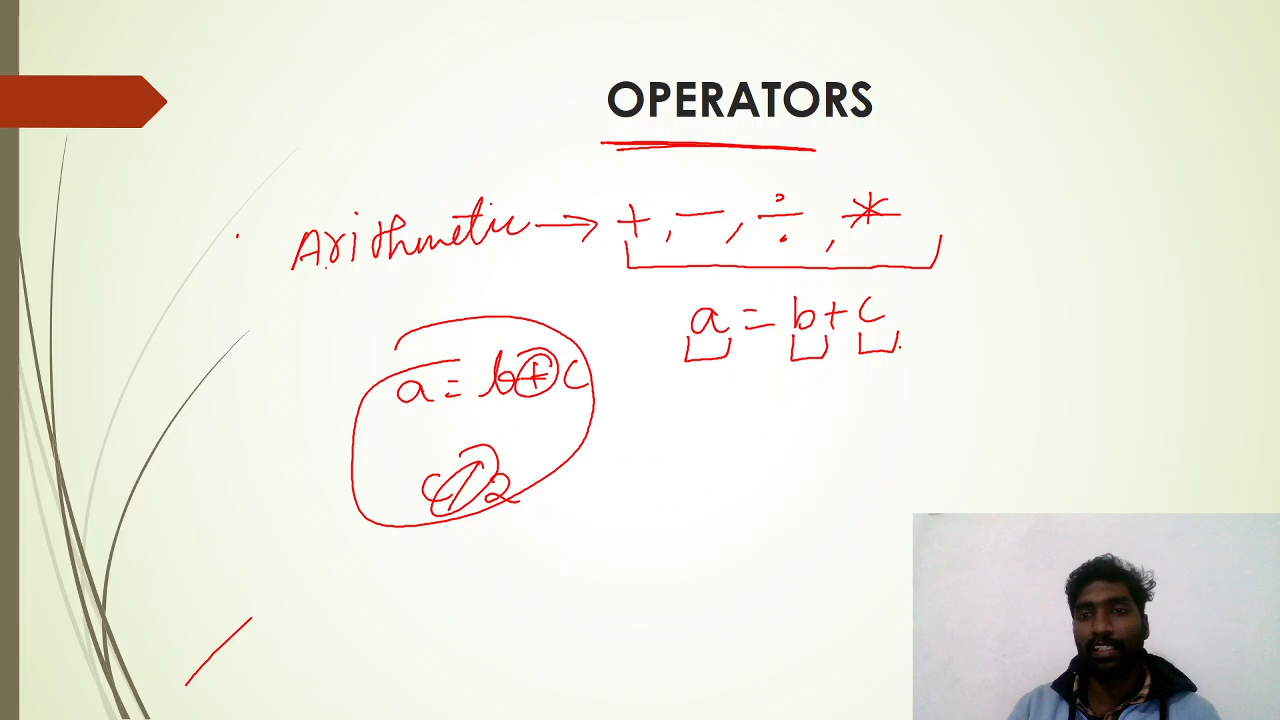 OPERATORS
Arithmetic → +, −, ÷, *
a = b+c
a = b+c